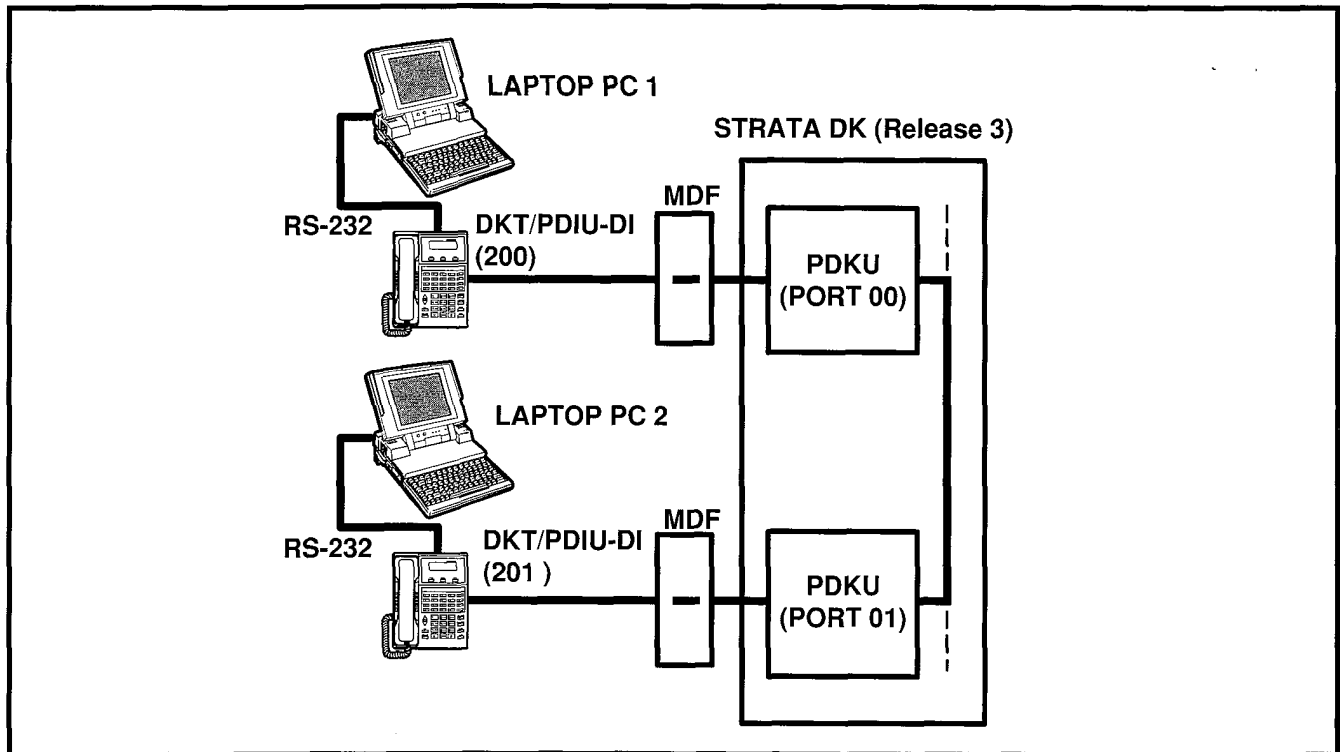 LAPTOP PC 1
STRATA DK (Release 3)
MDF
RS-232
DKT/PDIU-DI
(200)
PDKU
(PORT 00)
LAPTOP PC 2
MDF
RS-232
DKT/PDIU-DI
(201 )
PDKU
(PORT 01)